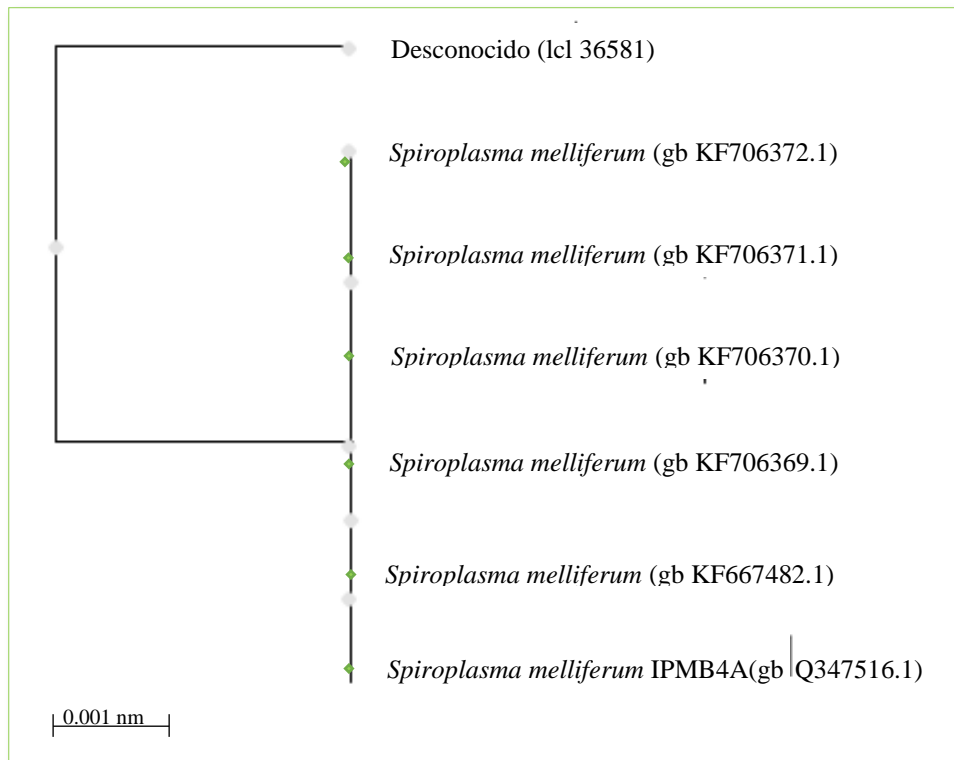 Desconocido (lcl 36581)
Spiroplasma melliferum (gb KF706372.1)
Spiroplasma melliferum (gb KF706371.1)
Spiroplasma melliferum (gb KF706370.1)
Spiroplasma melliferum (gb KF706369.1)
Spiroplasma melliferum (gb KF667482.1)
Spiroplasma melliferum IPMB4A(gb Q347516.1)
0.001 nm